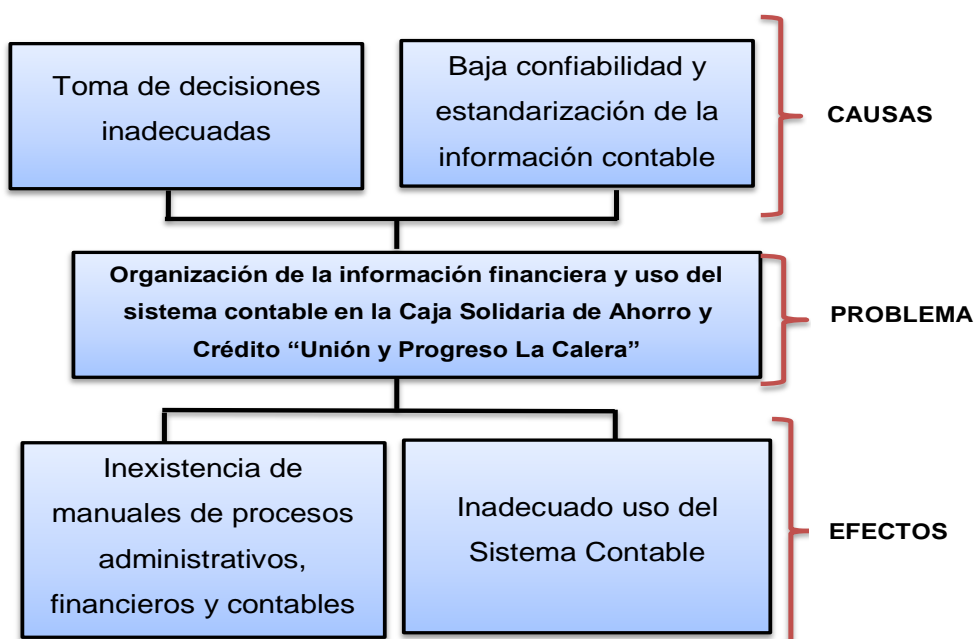 Toma de decisiones
inadecuadas
Baja confiabilidad y
estandarización de la
información contable
CAUSAS
Organización de la información financiera y uso del
sistema contable en la Caja Solidaria de Ahorro y
Crédito “Unión y Progreso La Calera”
PROBLEMA
Inexistencia de
manuales de procesos
administrativos,
financieros y contables
Inadecuado uso del
Sistema Contable
EFECTOS